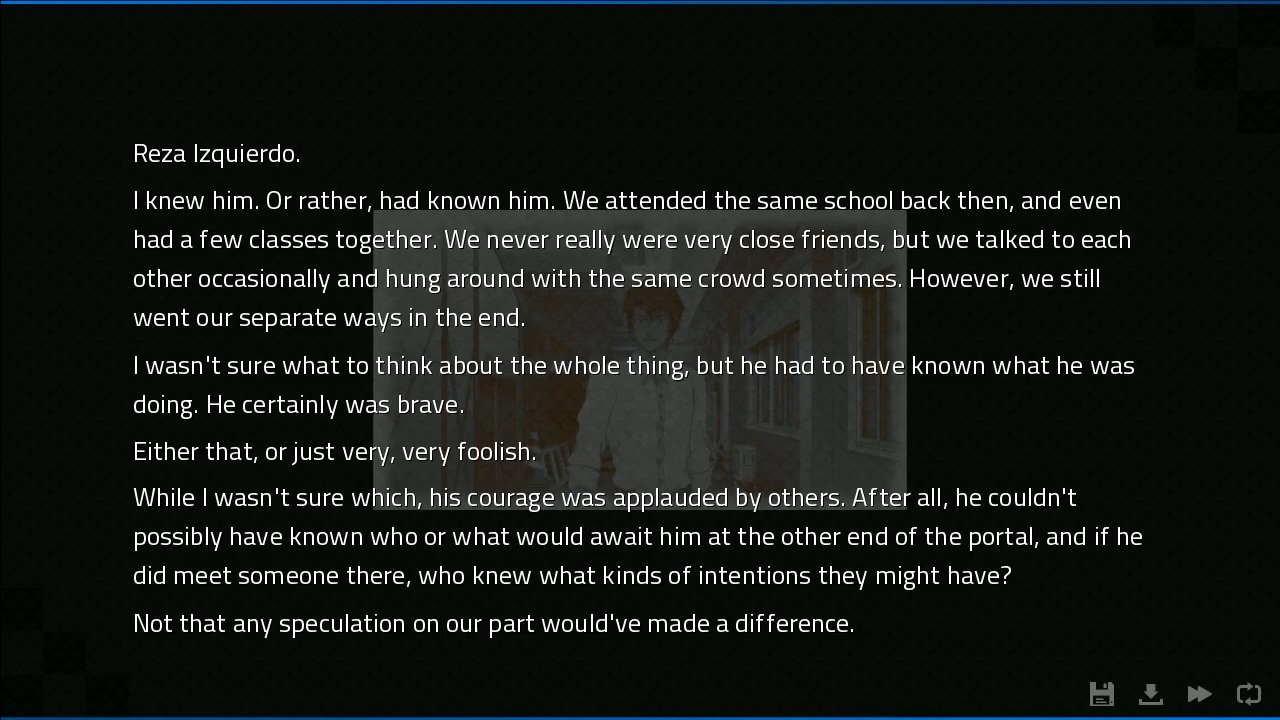 Reza Izquierdo.
I knew him. Or rather, had known him. We attended the same school back then, and even
had a few classes together. We never really were very close friends, but we talked to each
other occasionally and hung around with the same crowd sometimes. However, we still
went our separate ways in the end.
I wasn't sure what to think about the whole thing, but he had to have known what he was
doing. He certainly was brave.
Either that, or just very, very foolish.
While I wasn't sure which, his courage was applauded by others. After all, he couldn't
possibly have known who or what would await him at the other end of the portal, and if he
did meet someone there, who knew what kinds of intentions they might have?
Not that any speculation on our part would've made a difference.